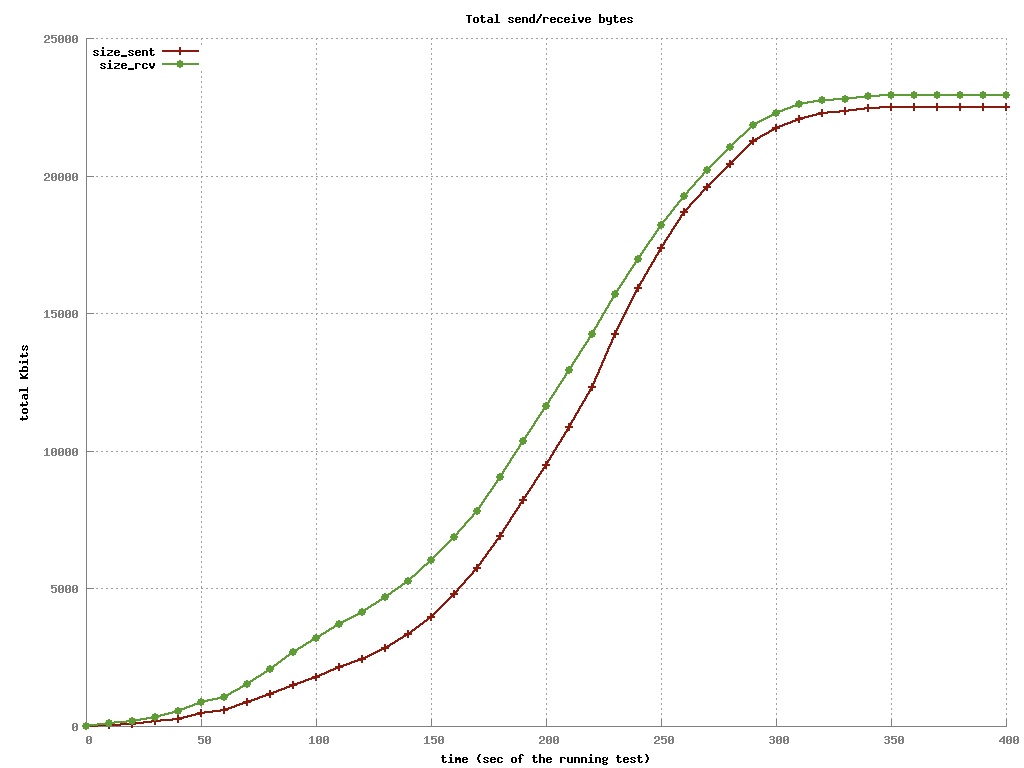 Total send/receive bytes
25000
size_sent
size_rcv
20000
15000
total Kbits
10000
5000
0
0 50 100 150 200 250 300 350 400
time (sec of the running test)